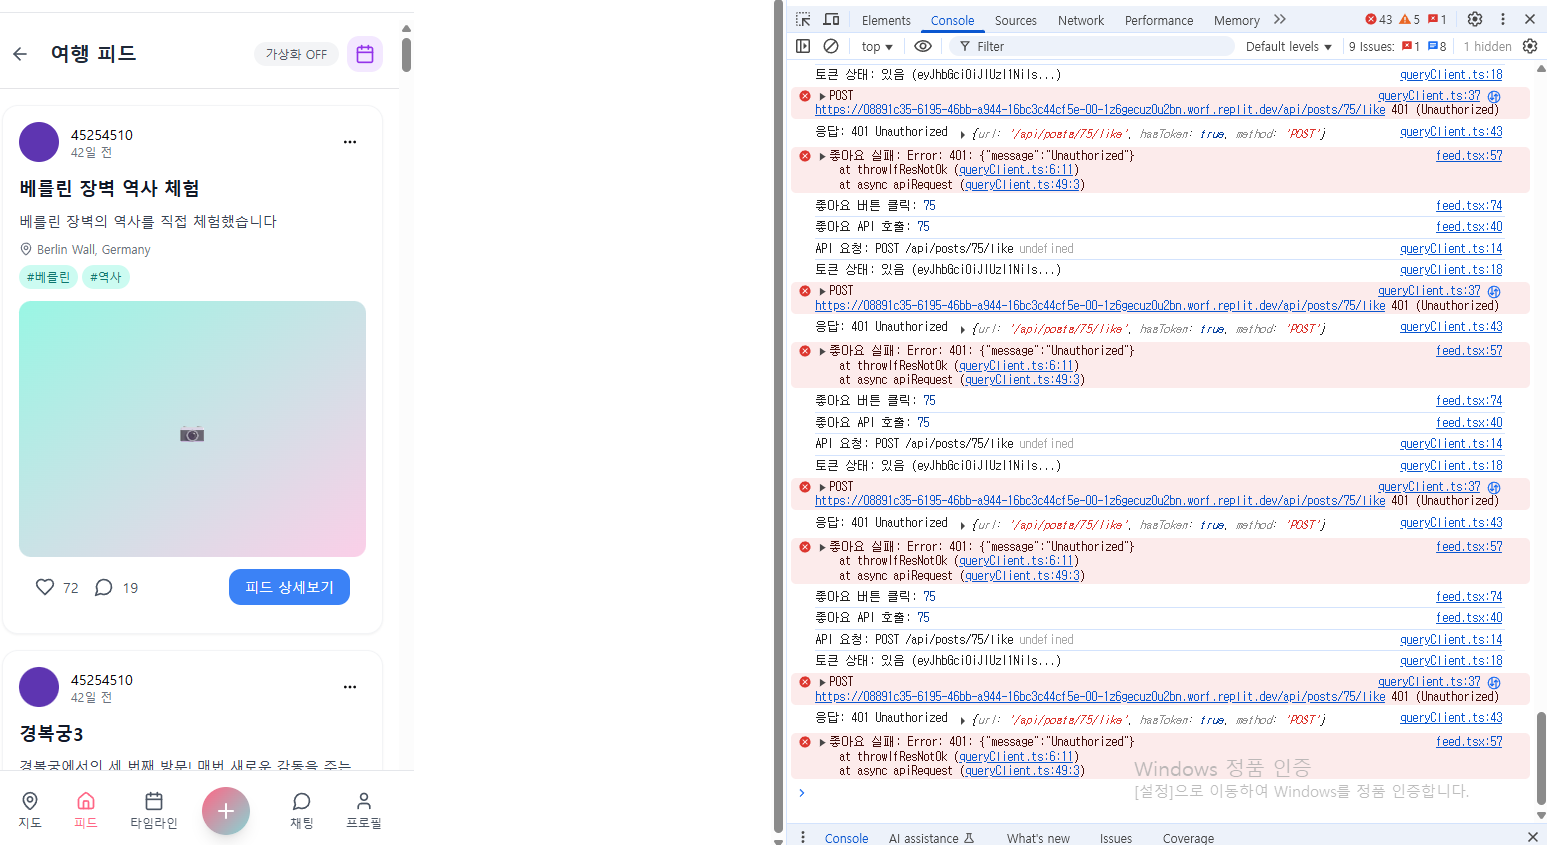 여행 피드
가상화 OFF
45254510
42일 전
베를린 장벽 역사 체험
베를린 장벽의 역사를 직접 체험했습니다
Berlin Wall, Germany
#베를린 #역사
72 19 피드 상세보기
45254510
42일 전
경복궁3
경복궁에서의 세 번째 방문! 매번 새로운 감동을 주는
지도 피드 타임라인 채팅 프로필
Elements Console Sources Network Performance Memory 43 5 1
top Filter Default levels 9 Issues: 1 8 1 hidden
토큰 상태: 있음 (eyJhbGciOiJIUzI1NiIs...) queryClient.ts:18
POST queryClient.ts:37
https://08891c35-6195-46bb-a944-16bc3c44cf5e-00-1z6gecuz0u2bn.worf.replit.dev/api/posts/75/like 401 (Unauthorized)
응답: 401 Unauthorized {url: '/api/posts/75/like', hasToken: true, method: 'POST'} queryClient.ts:43
좋아요 실패: Error: 401: {"message":"Unauthorized"} feed.tsx:57
at throwIfResNotOk (queryClient.ts:6:11)
at async apiRequest (queryClient.ts:49:3)
좋아요 버튼 클릭: 75 feed.tsx:74
좋아요 API 호출: 75 feed.tsx:40
API 요청: POST /api/posts/75/like undefined queryClient.ts:14
토큰 상태: 있음 (eyJhbGciOiJIUzI1NiIs...) queryClient.ts:18
POST queryClient.ts:37
https://08891c35-6195-46bb-a944-16bc3c44cf5e-00-1z6gecuz0u2bn.worf.replit.dev/api/posts/75/like 401 (Unauthorized)
응답: 401 Unauthorized {url: '/api/posts/75/like', hasToken: true, method: 'POST'} queryClient.ts:43
좋아요 실패: Error: 401: {"message":"Unauthorized"} feed.tsx:57
at throwIfResNotOk (queryClient.ts:6:11)
at async apiRequest (queryClient.ts:49:3)
좋아요 버튼 클릭: 75 feed.tsx:74
좋아요 API 호출: 75 feed.tsx:40
API 요청: POST /api/posts/75/like undefined queryClient.ts:14
토큰 상태: 있음 (eyJhbGciOiJIUzI1NiIs...) queryClient.ts:18
POST queryClient.ts:37
https://08891c35-6195-46bb-a944-16bc3c44cf5e-00-1z6gecuz0u2bn.worf.replit.dev/api/posts/75/like 401 (Unauthorized)
응답: 401 Unauthorized {url: '/api/posts/75/like', hasToken: true, method: 'POST'} queryClient.ts:43
좋아요 실패: Error: 401: {"message":"Unauthorized"} feed.tsx:57
at throwIfResNotOk (queryClient.ts:6:11)
at async apiRequest (queryClient.ts:49:3)
좋아요 버튼 클릭: 75 feed.tsx:74
좋아요 API 호출: 75 feed.tsx:40
API 요청: POST /api/posts/75/like undefined queryClient.ts:14
토큰 상태: 있음 (eyJhbGciOiJIUzI1NiIs...) queryClient.ts:18
POST queryClient.ts:37
https://08891c35-6195-46bb-a944-16bc3c44cf5e-00-1z6gecuz0u2bn.worf.replit.dev/api/posts/75/like 401 (Unauthorized)
응답: 401 Unauthorized {url: '/api/posts/75/like', hasToken: true, method: 'POST'} queryClient.ts:43
좋아요 실패: Error: 401: {"message":"Unauthorized"} feed.tsx:57
at throwIfResNotOk (queryClient.ts:6:11)
at async apiRequest (queryClient.ts:49:3)
Windows 정품 인증
[설정]으로 이동하여 Windows를 정품 인증합니다.
Console AI assistance What's new Issues Coverage